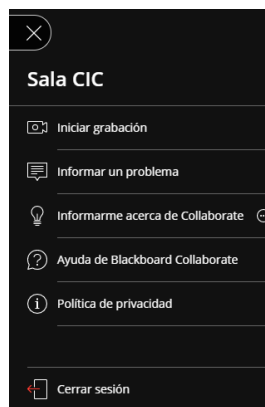 Sala CIC
Iniciar grabación
Informar un problema
Informarme acerca de Collaborate
Ayuda de Blackboard Collaborate
Política de privacidad
Cerrar sesión